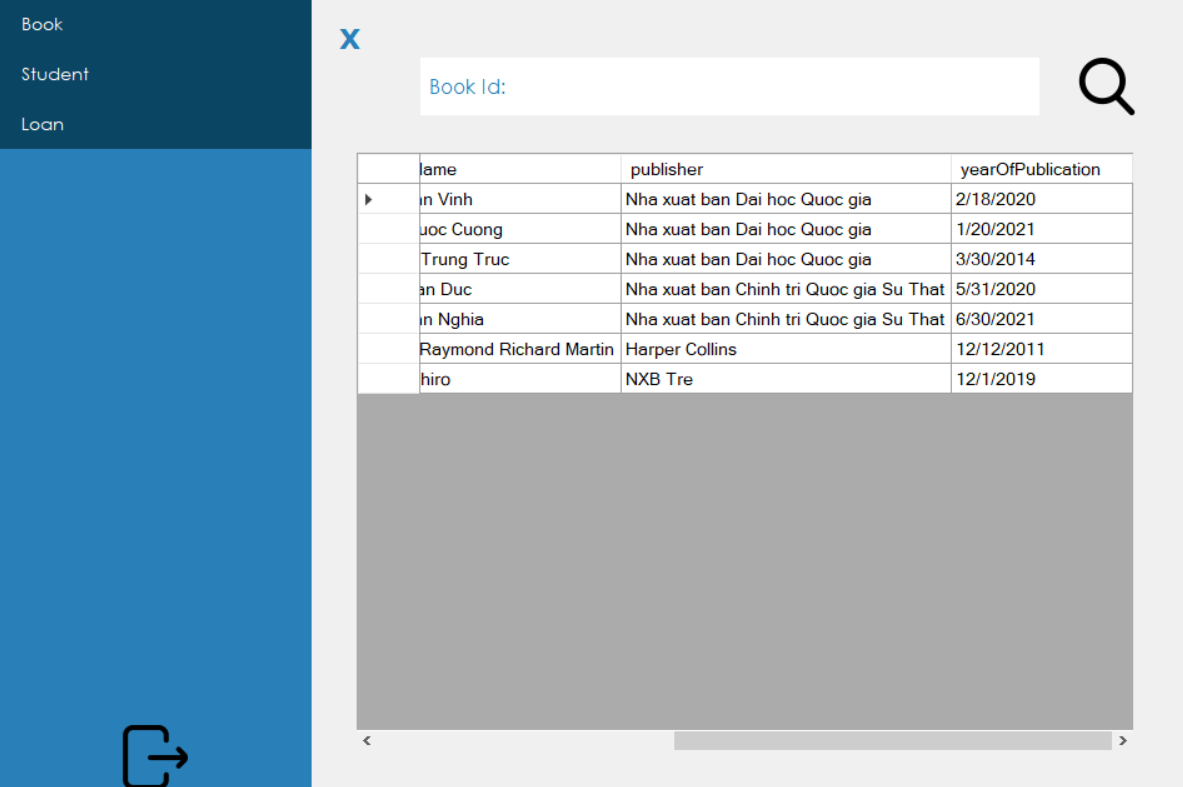 Book
Student
Loan
X
Book Id:
lame publisher yearOfPublication
Vinh Nha xuat ban Dai hoc Quoc gia 2/18/2020
uoc Cuong Nha xuat ban Dai hoc Quoc gia 1/20/2021
Trung Truc Nha xuat ban Dai hoc Quoc gia 3/30/2014
Duc Nha xuat ban Chinh tri Quoc gia Su That 5/31/2020
Nghia Nha xuat ban Chinh tri Quoc gia Su That 6/30/2021
Raymond Richard Martin Harper Collins 12/12/2011
hiro NXB Tre 12/1/2019